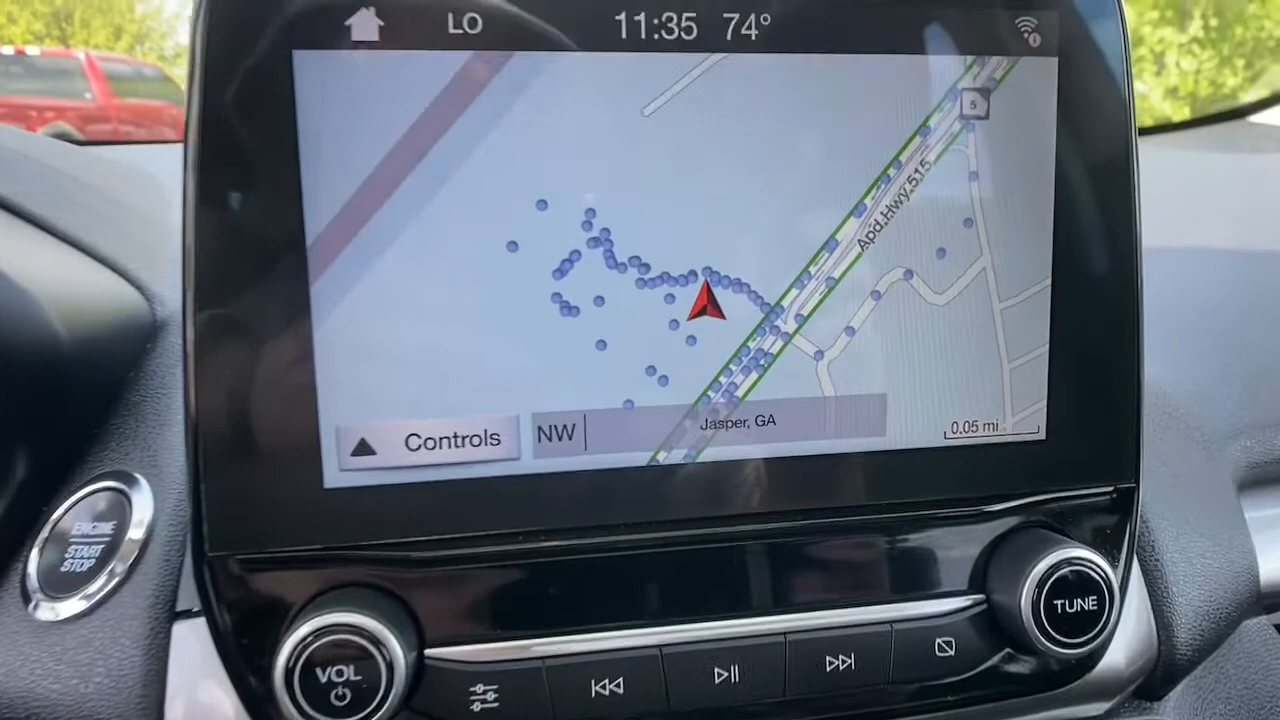 LO
11:35
74°
5
Apd.Hwy.515
Controls
NW
Jasper, GA
0.05 mi
ENGINE
START
STOP
VOL
TUNE